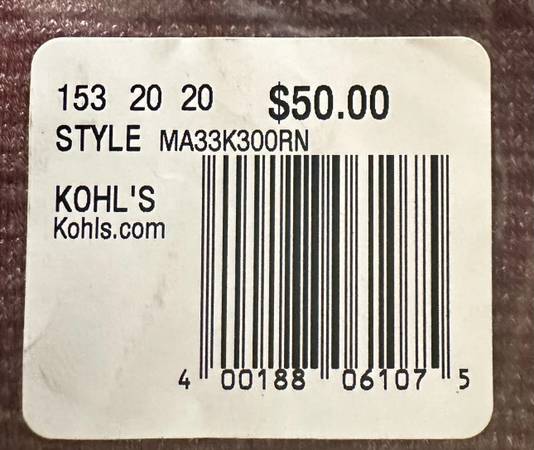 153 20 20 $50.00
STYLE MA33K300RN
KOHL'S
Kohls.com
4 00188 06107 5